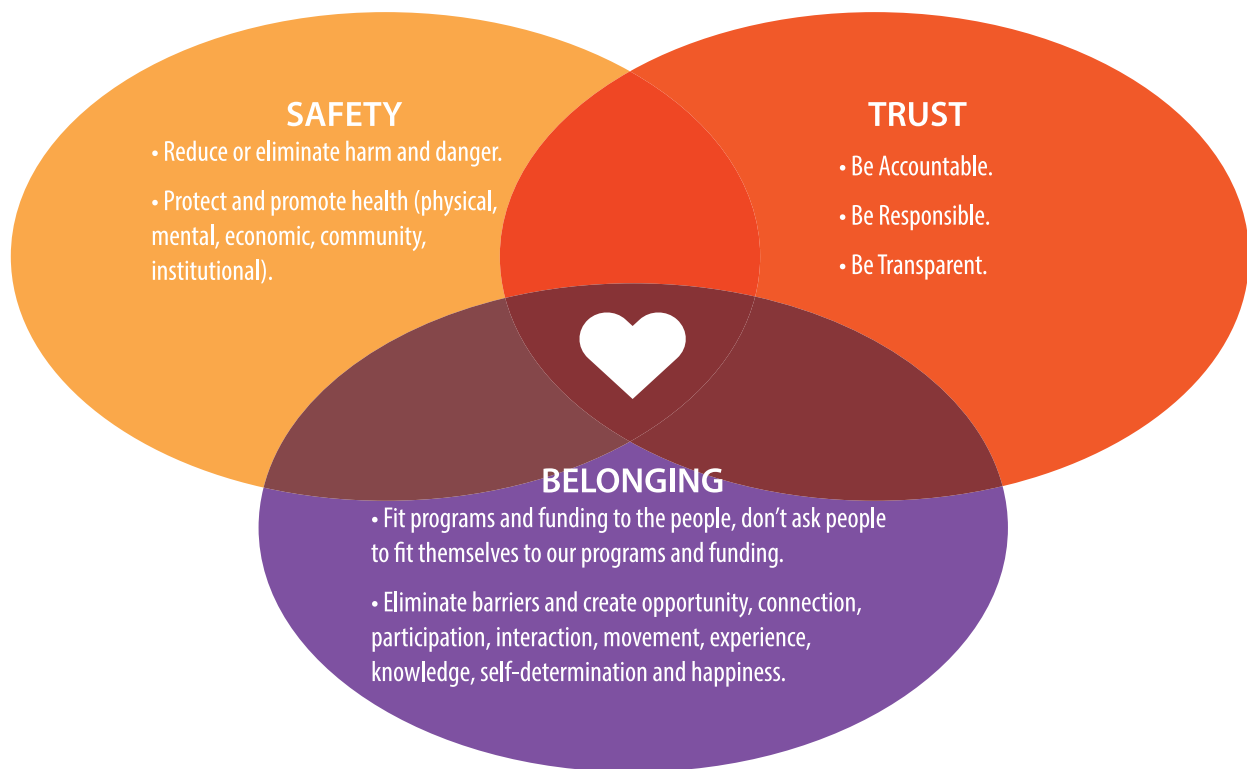 SAFETY
• Reduce or eliminate harm and danger.
• Protect and promote health (physical,
mental, economic, community,
institutional).
TRUST
• Be Accountable.
• Be Responsible.
• Be Transparent.
BELONGING
• Fit programs and funding to the people, don’t ask people
to fit themselves to our programs and funding.
• Eliminate barriers and create opportunity, connection,
participation, interaction, movement, experience,
knowledge, self-determination and happiness.